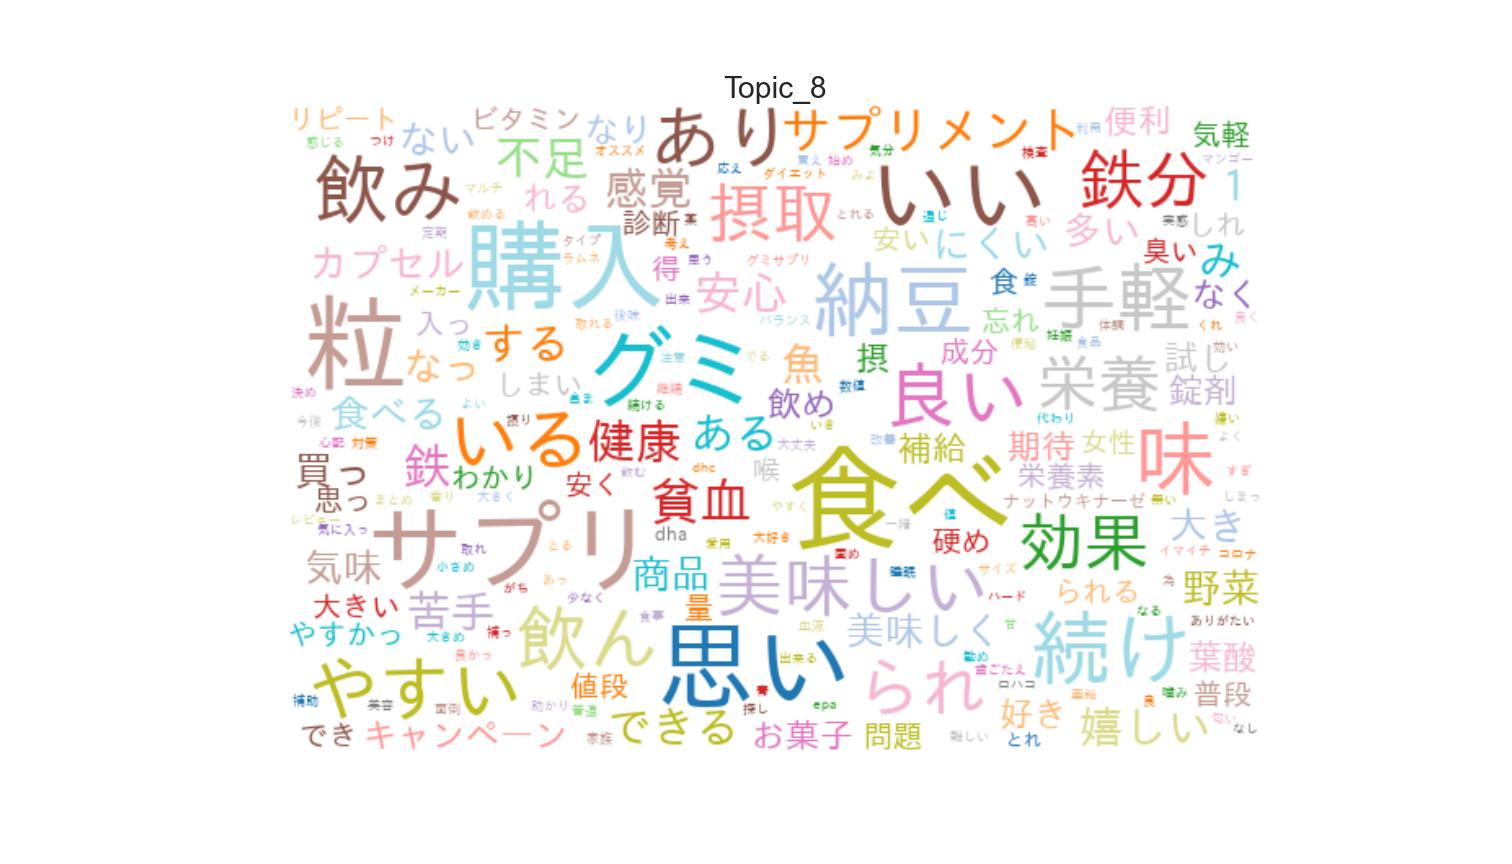 Topic_8
リピート ビタミン なり あり サプリメント 利用 便利 気軽
感じる つけ ない 不足 オススメ 応え 買え 始め 気分 検査 マンゴー
飲み マルチ れる 感覚 摂取 ダイエット みよ いい 鉄分 1
飲める 診断 薬 とれる 通じ 高い 多い 実感 しれ
定期 購入 タイプ 考え 安い にくい 臭い み
カプセル ラムネ 得 思う グミサプリ 食 錠 手軽 なく
メーカー 出来 安心 納豆 忘れ
粒 入っ 取れる 後味 バランス 体調 くれ 良く
効き する グミ 注意 でる 魚 摂 成分 便秘 妊娠 食品 試し 効い
なっ しまい 継続 数値 良い 栄養 錠剤
決め 食べる よい 含ま 続ける 飲め 代わり 嫌い
今後 摂り いき
心配 対策 いる 健康 ある 大丈夫 改善 補給 期待 女性 味 よく
買っ 鉄 わかり 飲む dhc 喉 栄養素 すぎ
思っ まとめ 香り 大きく 安く 貧血 やすく 食べ ナットウキナーゼ 無い しまっ
レビュー 気に入っ サプリ 一緒 値 効果 大き
取れ とる dha 愛用 大好き 硬め イマイチ コロナ
気味 小さめ 商品 固め 睡眠 サイズ 為 野菜
がち あっ 少なく 美味しい ハード られる
大きい 苦手 量 なる
やすかっ 大きめ 補っ 飲ん 食事 血液 美味しく 甘 続け ありがたい
良かっ 思い 出来る 勧め 歯ごたえ 葉酸
やすい 値段 られ ロハコ 亜鉛 噛み 普段
補助 美容 面倒 助かり 普通 青 探し epa 好き 良 匂い
でき キャンペーン 家族 できる お菓子 問題 難しい とれ 嬉しい なし